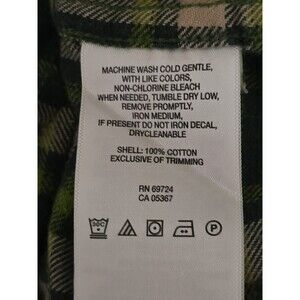 MACHINE WASH COLD GENTLE,
WITH LIKE COLORS,
NON-CHLORINE BLEACH
WHEN NEEDED, TUMBLE DRY LOW,
REMOVE PROMPTLY,
IRON MEDIUM,
IF PRESENT DO NOT IRON DECAL,
DRYCLEANABLE
SHELL: 100% COTTON
EXCLUSIVE OF TRIMMING
RN 69724
CA 05367
30C P